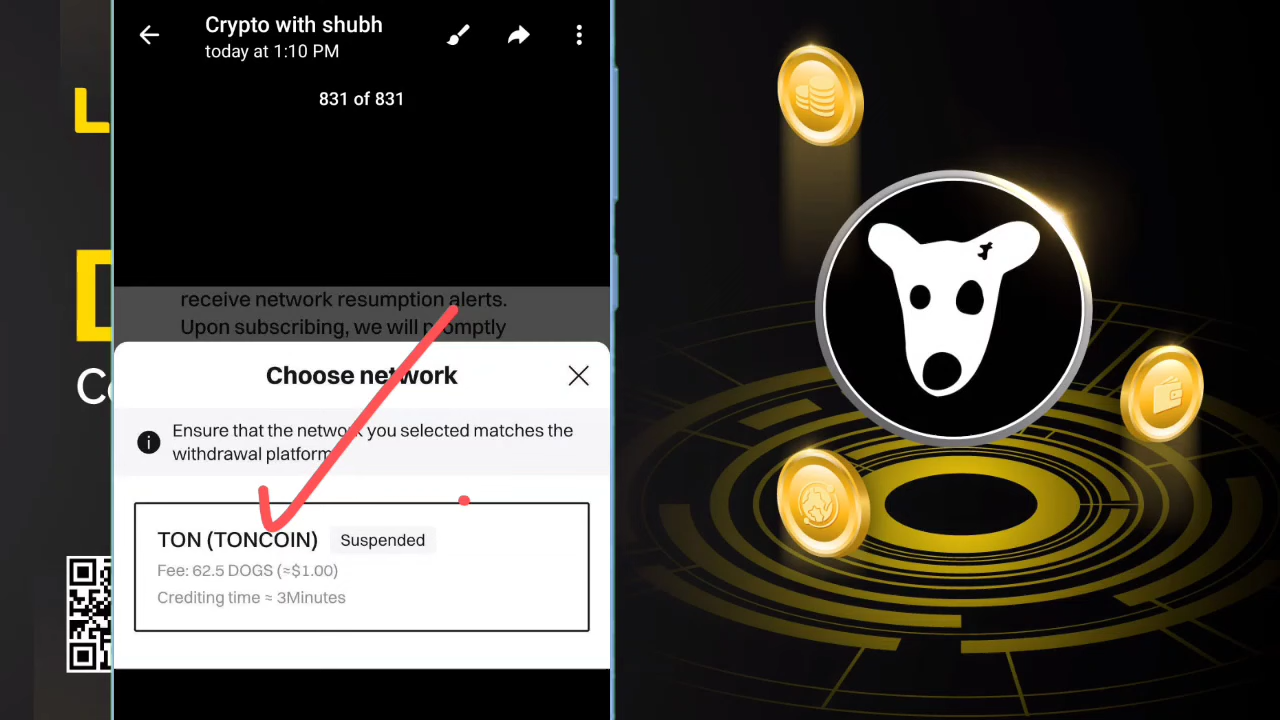 Crypto with shubh
today at 1:10 PM
831 of 831
receive network resumption alerts.
Upon subscribing, we will promptly
Choose network
Ensure that the network you selected matches the
withdrawal platform
TON (TONCOIN) Suspended
Fee: 62.5 DOGS (≈$1.00)
Crediting time ≈ 3Minutes